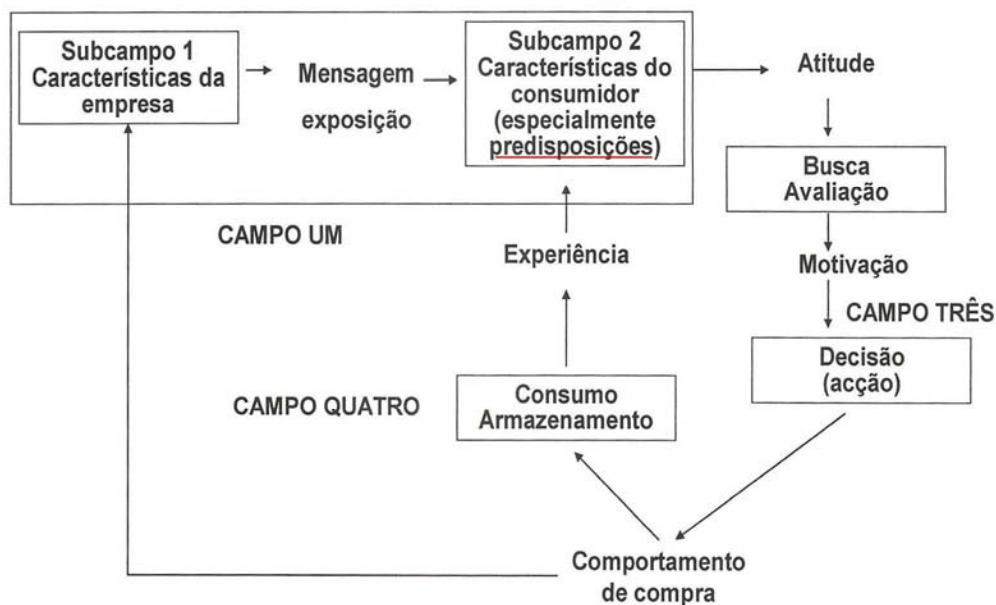 Subcampo 1
Características da
empresa
Mensagem
exposição
Subcampo 2
Características do
consumidor
(especialmente
predisposições)
Atitude
Busca
Avaliação
CAMPO UM
Experiência
Motivação
CAMPO TRÊS
Decisão
(acção)
CAMPO QUATRO
Consumo
Armazenamento
Comportamento
de compra